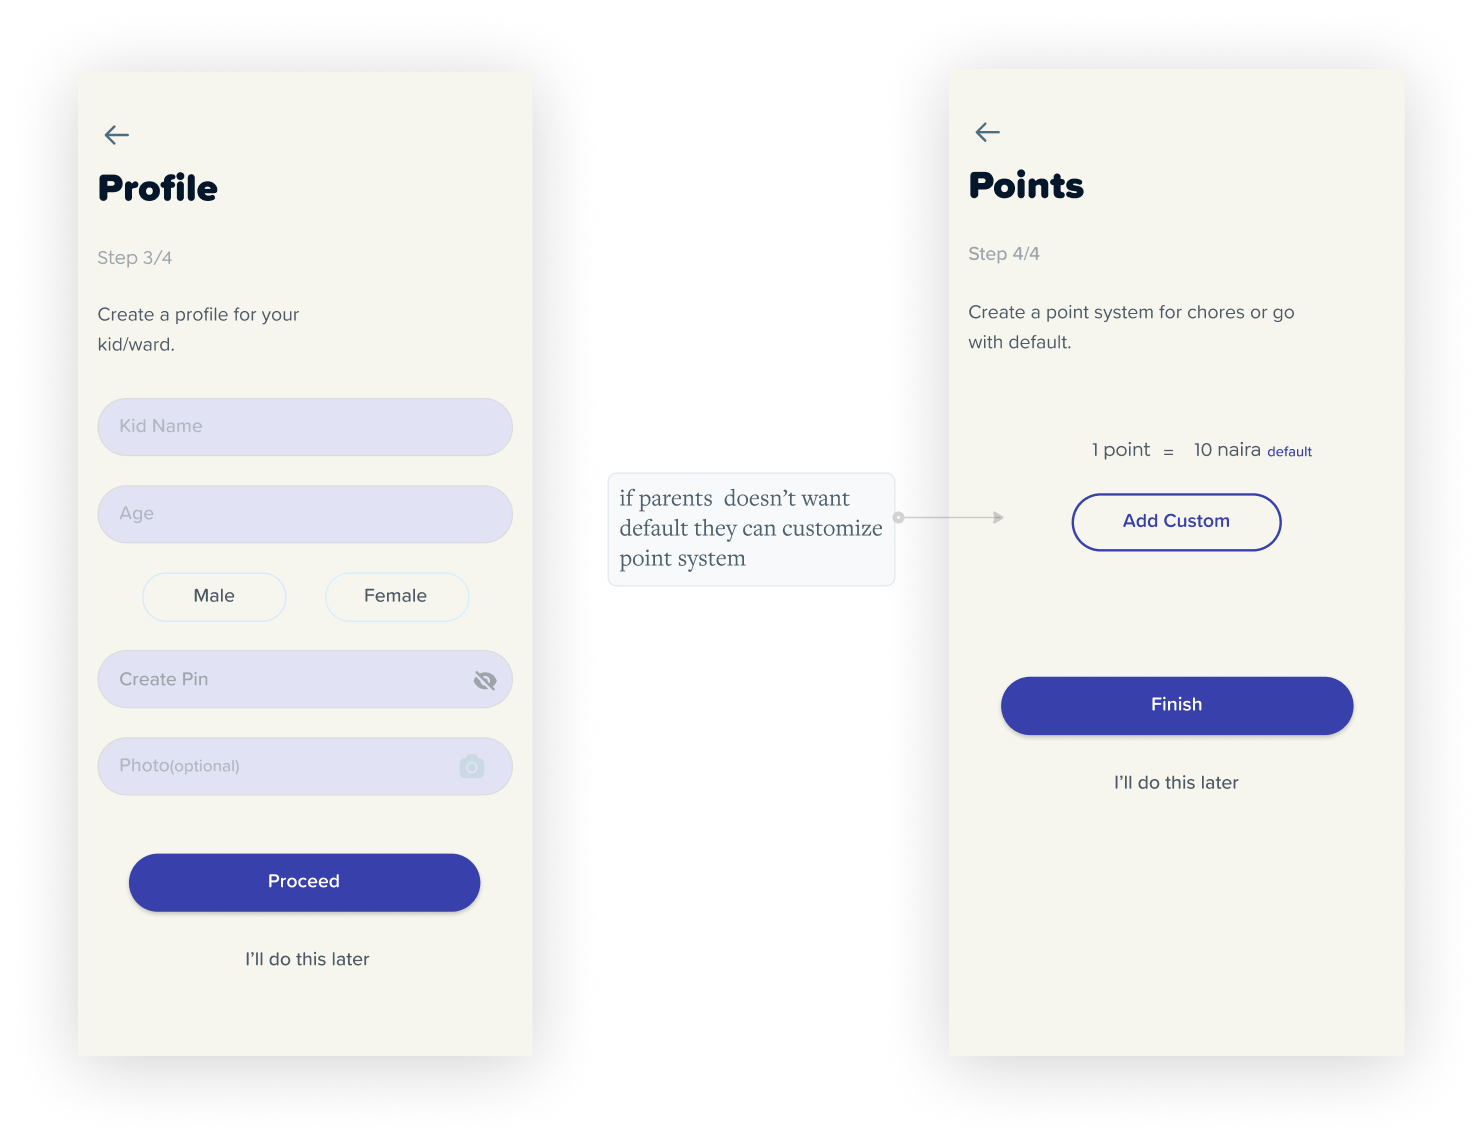 Profile
Step 3/4
Create a profile for your
kid/ward.
Kid Name
Age
Male
Female
Create Pin
Photo(optional)
Proceed
I'll do this later
if parents  doesn't want
default they can customize
point system
Points
Step 4/4
Create a point system for chores or go
with default.
1 point = 10 naira default
Add Custom
Finish
I'll do this later